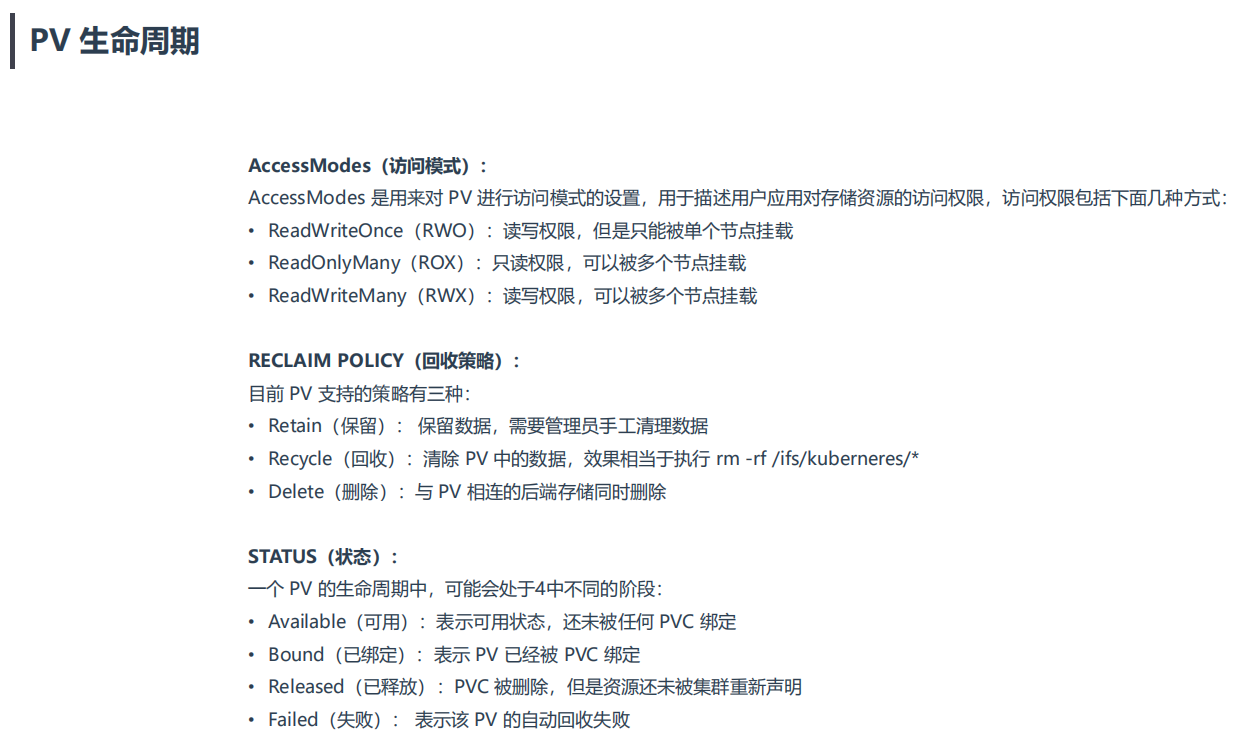 PV 生命周期
AccessModes（访问模式）：
AccessModes 是用来对 PV 进行访问模式的设置，用于描述用户应用对存储资源的访问权限，访问权限包括下面几种方式：
• ReadWriteOnce（RWO）：读写权限，但是只能被单个节点挂载
• ReadOnlyMany（ROX）：只读权限，可以被多个节点挂载
• ReadWriteMany（RWX）：读写权限，可以被多个节点挂载
RECLAIM POLICY（回收策略）：
目前 PV 支持的策略有三种：
• Retain（保留）： 保留数据，需要管理员手工清理数据
• Recycle（回收）：清除 PV 中的数据，效果相当于执行 rm -rf /ifs/kuberneres/*
• Delete（删除）：与 PV 相连的后端存储同时删除
STATUS（状态）：
一个 PV 的生命周期中，可能会处于4中不同的阶段：
• Available（可用）：表示可用状态，还未被任何 PVC 绑定
• Bound（已绑定）：表示 PV 已经被 PVC 绑定
• Released（已释放）：PVC 被删除，但是资源还未被集群重新声明
• Failed（失败）： 表示该 PV 的自动回收失败